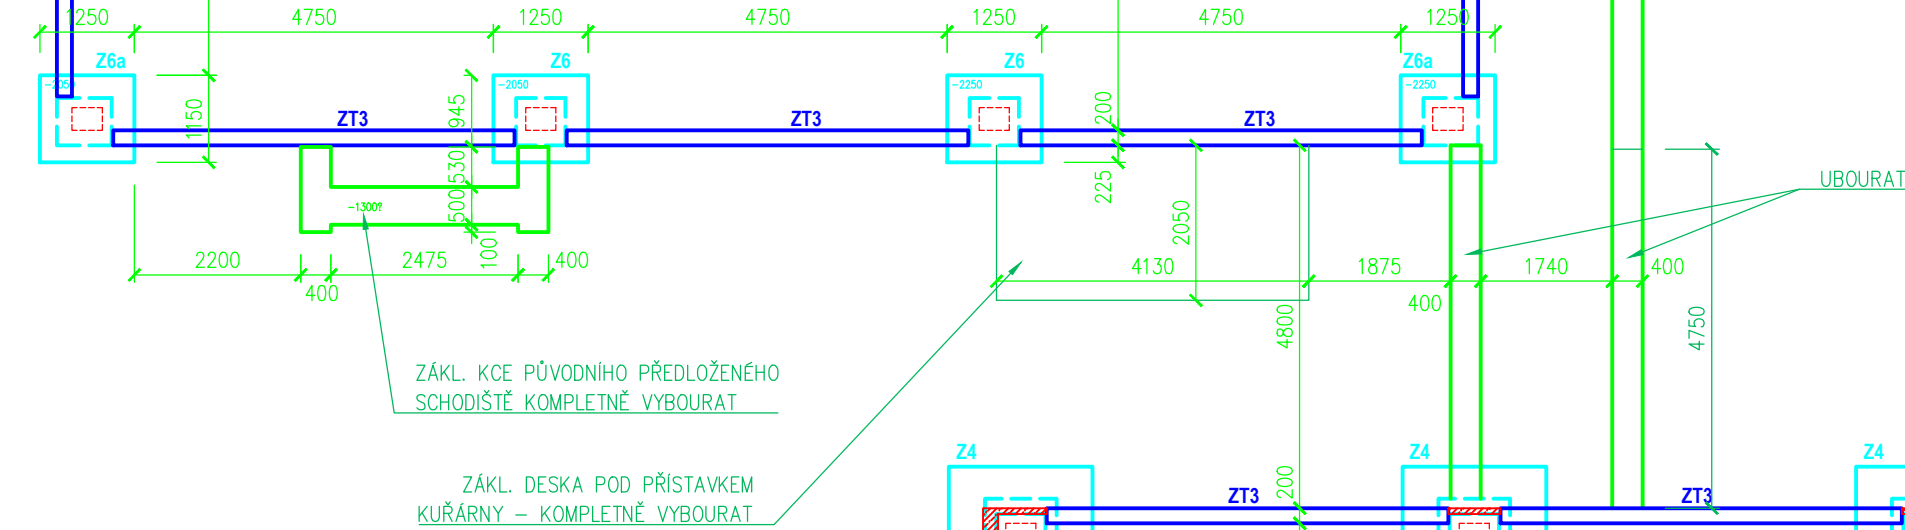 1250 4750 1250 4750 1250 4750 1250
Z6a Z6 Z6 Z6a
-2050 -2050 -2250 -2250
1150 945 200
ZT3 ZT3 ZT3
530 225
UBOURAT
500 -1300? 2050
2200 2475 100 400 4130 1875 1740 400
400 400
4800 4750
ZÁKL. KCE PŮVODNÍHO PŘEDLOŽENÉHO
SCHODIŠTĚ KOMPLETNĚ VYBOURAT
Z4 Z4 Z4
ZÁKL. DESKA POD PŘÍSTAVKEM
KUŘÁRNY – KOMPLETNĚ VYBOURAT
200 ZT3 ZT3